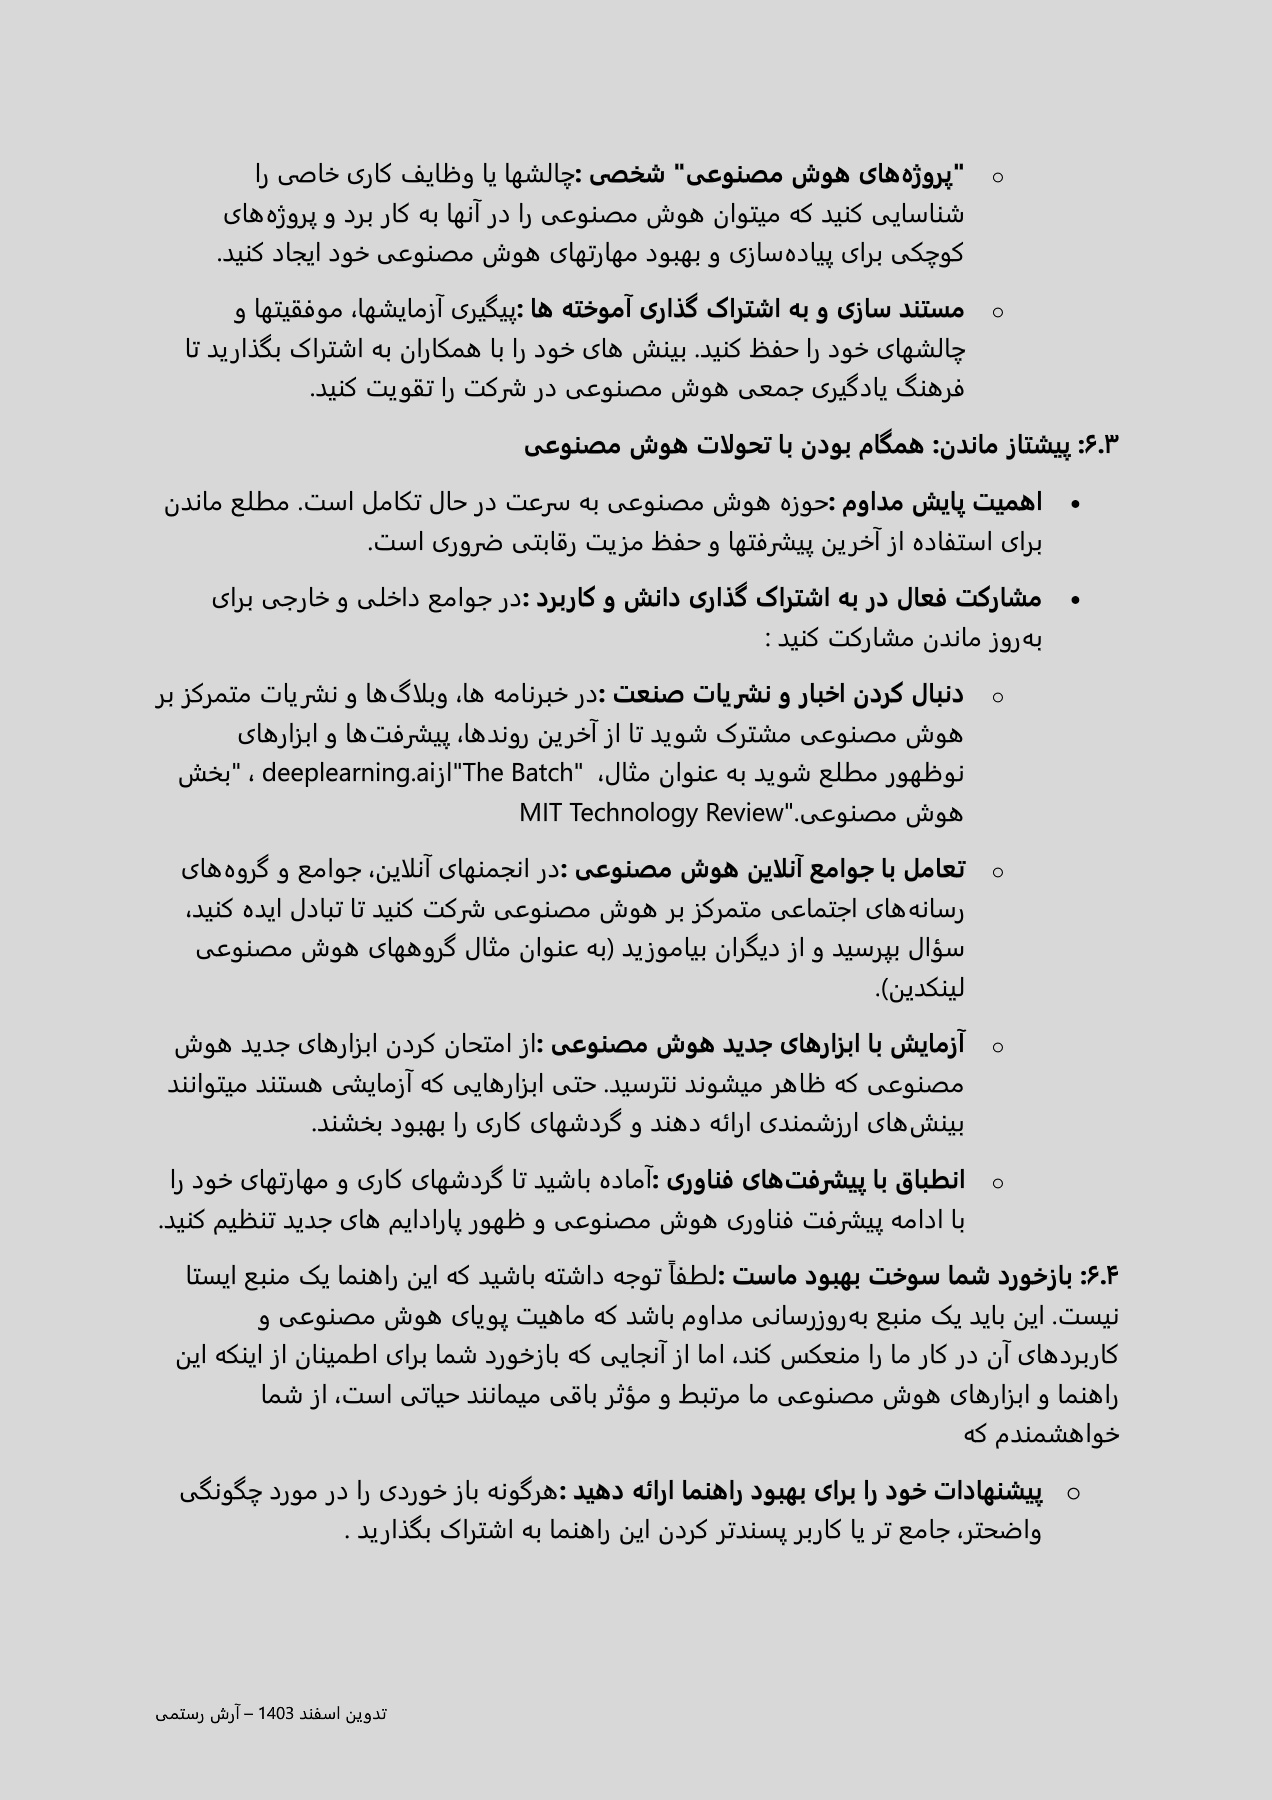 ○ "پروژه‌های هوش مصنوعی" شخصی :چالشها یا وظایف کاری خاصی را
شناسایی کنید که میتوان هوش مصنوعی را در آنها به کار برد و پروژه‌های
کوچکی برای پیاده‌سازی و بهبود مهارتهای هوش مصنوعی خود ایجاد کنید.
○ مستند سازی و به اشتراک گذاری آموخته ها :پیگیری آزمایشها، موفقیتها و
چالشهای خود را حفظ کنید. بینش های خود را با همکاران به اشتراک بگذارید تا
فرهنگ یادگیری جمعی هوش مصنوعی در شرکت را تقویت کنید.
۶.۳: پیشتاز ماندن: همگام بودن با تحولات هوش مصنوعی
• اهمیت پایش مداوم :حوزه هوش مصنوعی به سرعت در حال تکامل است. مطلع ماندن
برای استفاده از آخرین پیشرفتها و حفظ مزیت رقابتی ضروری است.
• مشارکت فعال در به اشتراک گذاری دانش و کاربرد :در جوامع داخلی و خارجی برای
به‌روز ماندن مشارکت کنید :
○ دنبال کردن اخبار و نشریات صنعت :در خبرنامه ها، وبلاگ‌ها و نشریات متمرکز بر
هوش مصنوعی مشترک شوید تا از آخرین روندها، پیشرفت‌ها و ابزارهای
نوظهور مطلع شوید به عنوان مثال، "The Batch"ازdeeplearning.ai ، "بخش
هوش مصنوعی."MIT Technology Review
○ تعامل با جوامع آنلاین هوش مصنوعی :در انجمنهای آنلاین، جوامع و گروه‌های
رسانه‌های اجتماعی متمرکز بر هوش مصنوعی شرکت کنید تا تبادل ایده کنید،
سؤال بپرسید و از دیگران بیاموزید (به عنوان مثال گروههای هوش مصنوعی
لینکدین).
○ آزمایش با ابزارهای جدید هوش مصنوعی :از امتحان کردن ابزارهای جدید هوش
مصنوعی که ظاهر میشوند نترسید. حتی ابزارهایی که آزمایشی هستند میتوانند
بینش‌های ارزشمندی ارائه دهند و گردشهای کاری را بهبود بخشند.
○ انطباق با پیشرفت‌های فناوری :آماده باشید تا گردشهای کاری و مهارتهای خود را
با ادامه پیشرفت فناوری هوش مصنوعی و ظهور پارادایم های جدید تنظیم کنید.
۶.۴: بازخورد شما سوخت بهبود ماست :لطفاً توجه داشته باشید که این راهنما یک منبع ایستا
نیست. این باید یک منبع به‌روزرسانی مداوم باشد که ماهیت پویای هوش مصنوعی و
کاربردهای آن در کار ما را منعکس کند، اما از آنجایی که بازخورد شما برای اطمینان از اینکه این
راهنما و ابزارهای هوش مصنوعی ما مرتبط و مؤثر باقی میمانند حیاتی است، از شما
خواهشمندم که
○ پیشنهادات خود را برای بهبود راهنما ارائه دهید :هرگونه باز خوردی را در مورد چگونگی
واضحتر، جامع تر یا کاربر پسندتر کردن این راهنما به اشتراک بگذارید .
تدوین اسفند 1403 – آرش رستمی